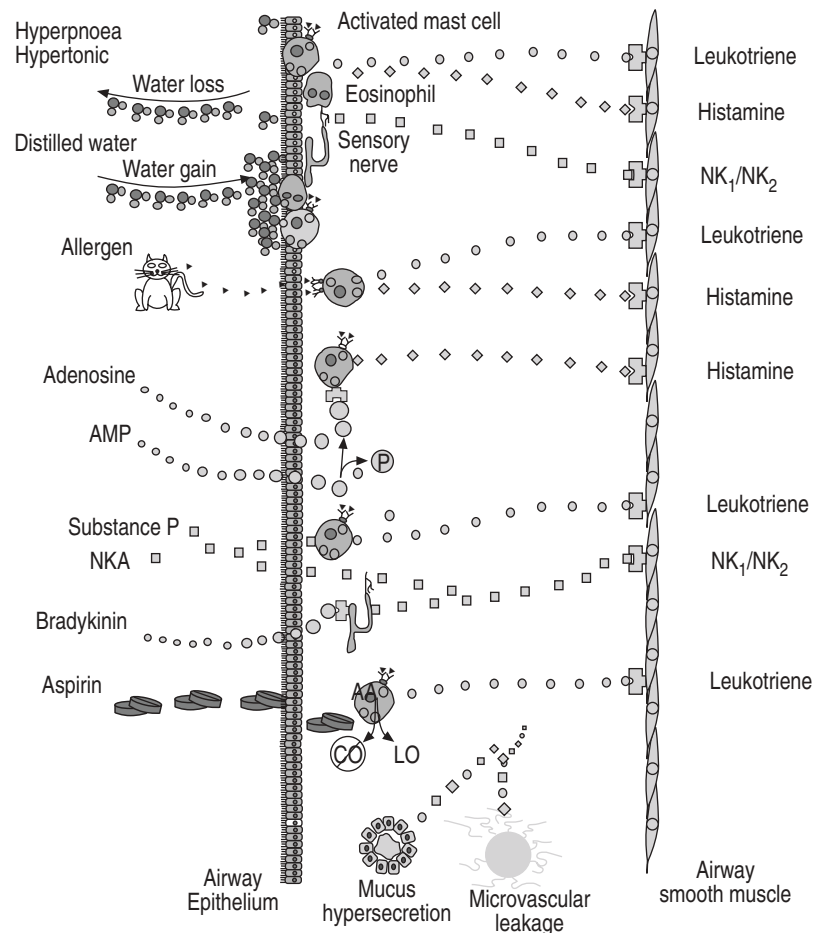 Hyperpnoea
Hypertonic
Activated mast cell
Leukotriene
Water loss
Eosinophil
Histamine
Distilled water
Sensory
nerve
Water gain
NK1/NK2
Leukotriene
Allergen
Histamine
Adenosine
Histamine
AMP
P
Substance P
Leukotriene
NKA
NK1/NK2
Bradykinin
Aspirin
AA
Leukotriene
CO
LO
Airway
Epithelium
Mucus
hypersecretion
Microvascular
leakage
Airway
smooth muscle